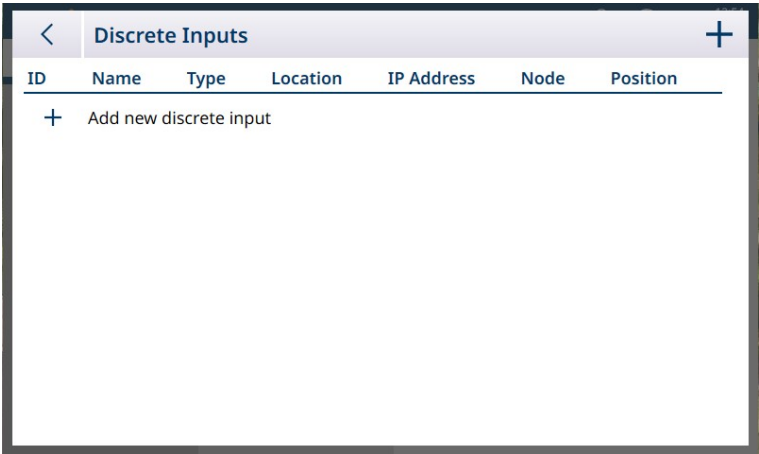 Discrete Inputs
ID Name Type Location IP Address Node Position
Add new discrete input